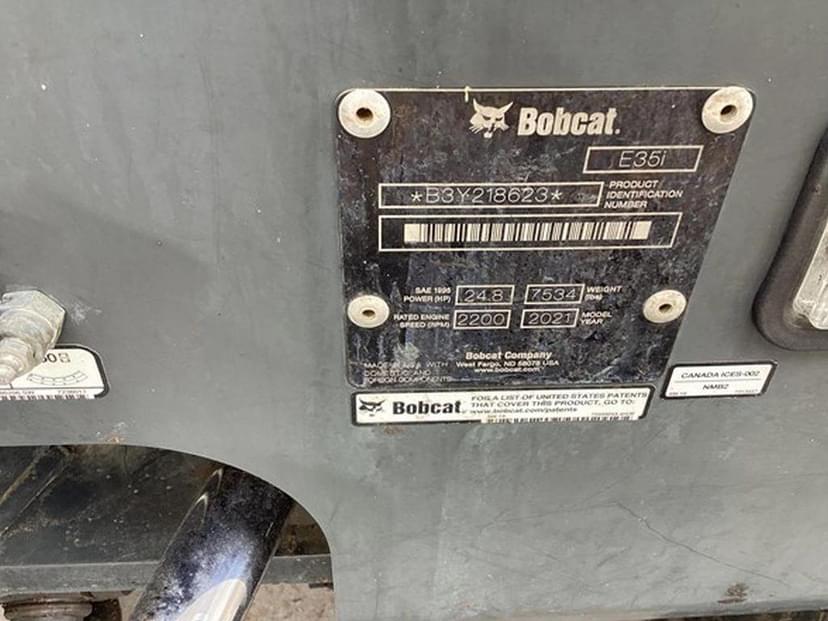 Bobcat.
E35i
*B3Y218623*
PRODUCT
IDENTIFICATION
NUMBER
SAE 1995
POWER (HP) 24.8 7534 WEIGHT
(lbs)
RATED ENGINE
SPEED (RPM) 2200 2021 MODEL
YEAR
Bobcat Company
West Fargo, ND 58078 USA
www.bobcat.com
MADE IN U.S.A. WITH
DOMESTIC AND
FOREIGN COMPONENTS
Bobcat.
FOR A LIST OF UNITED STATES PATENTS
THAT COVER THIS PRODUCT, GO TO:
www.bobcat.com/patents
CANADA ICES-002
NMB2